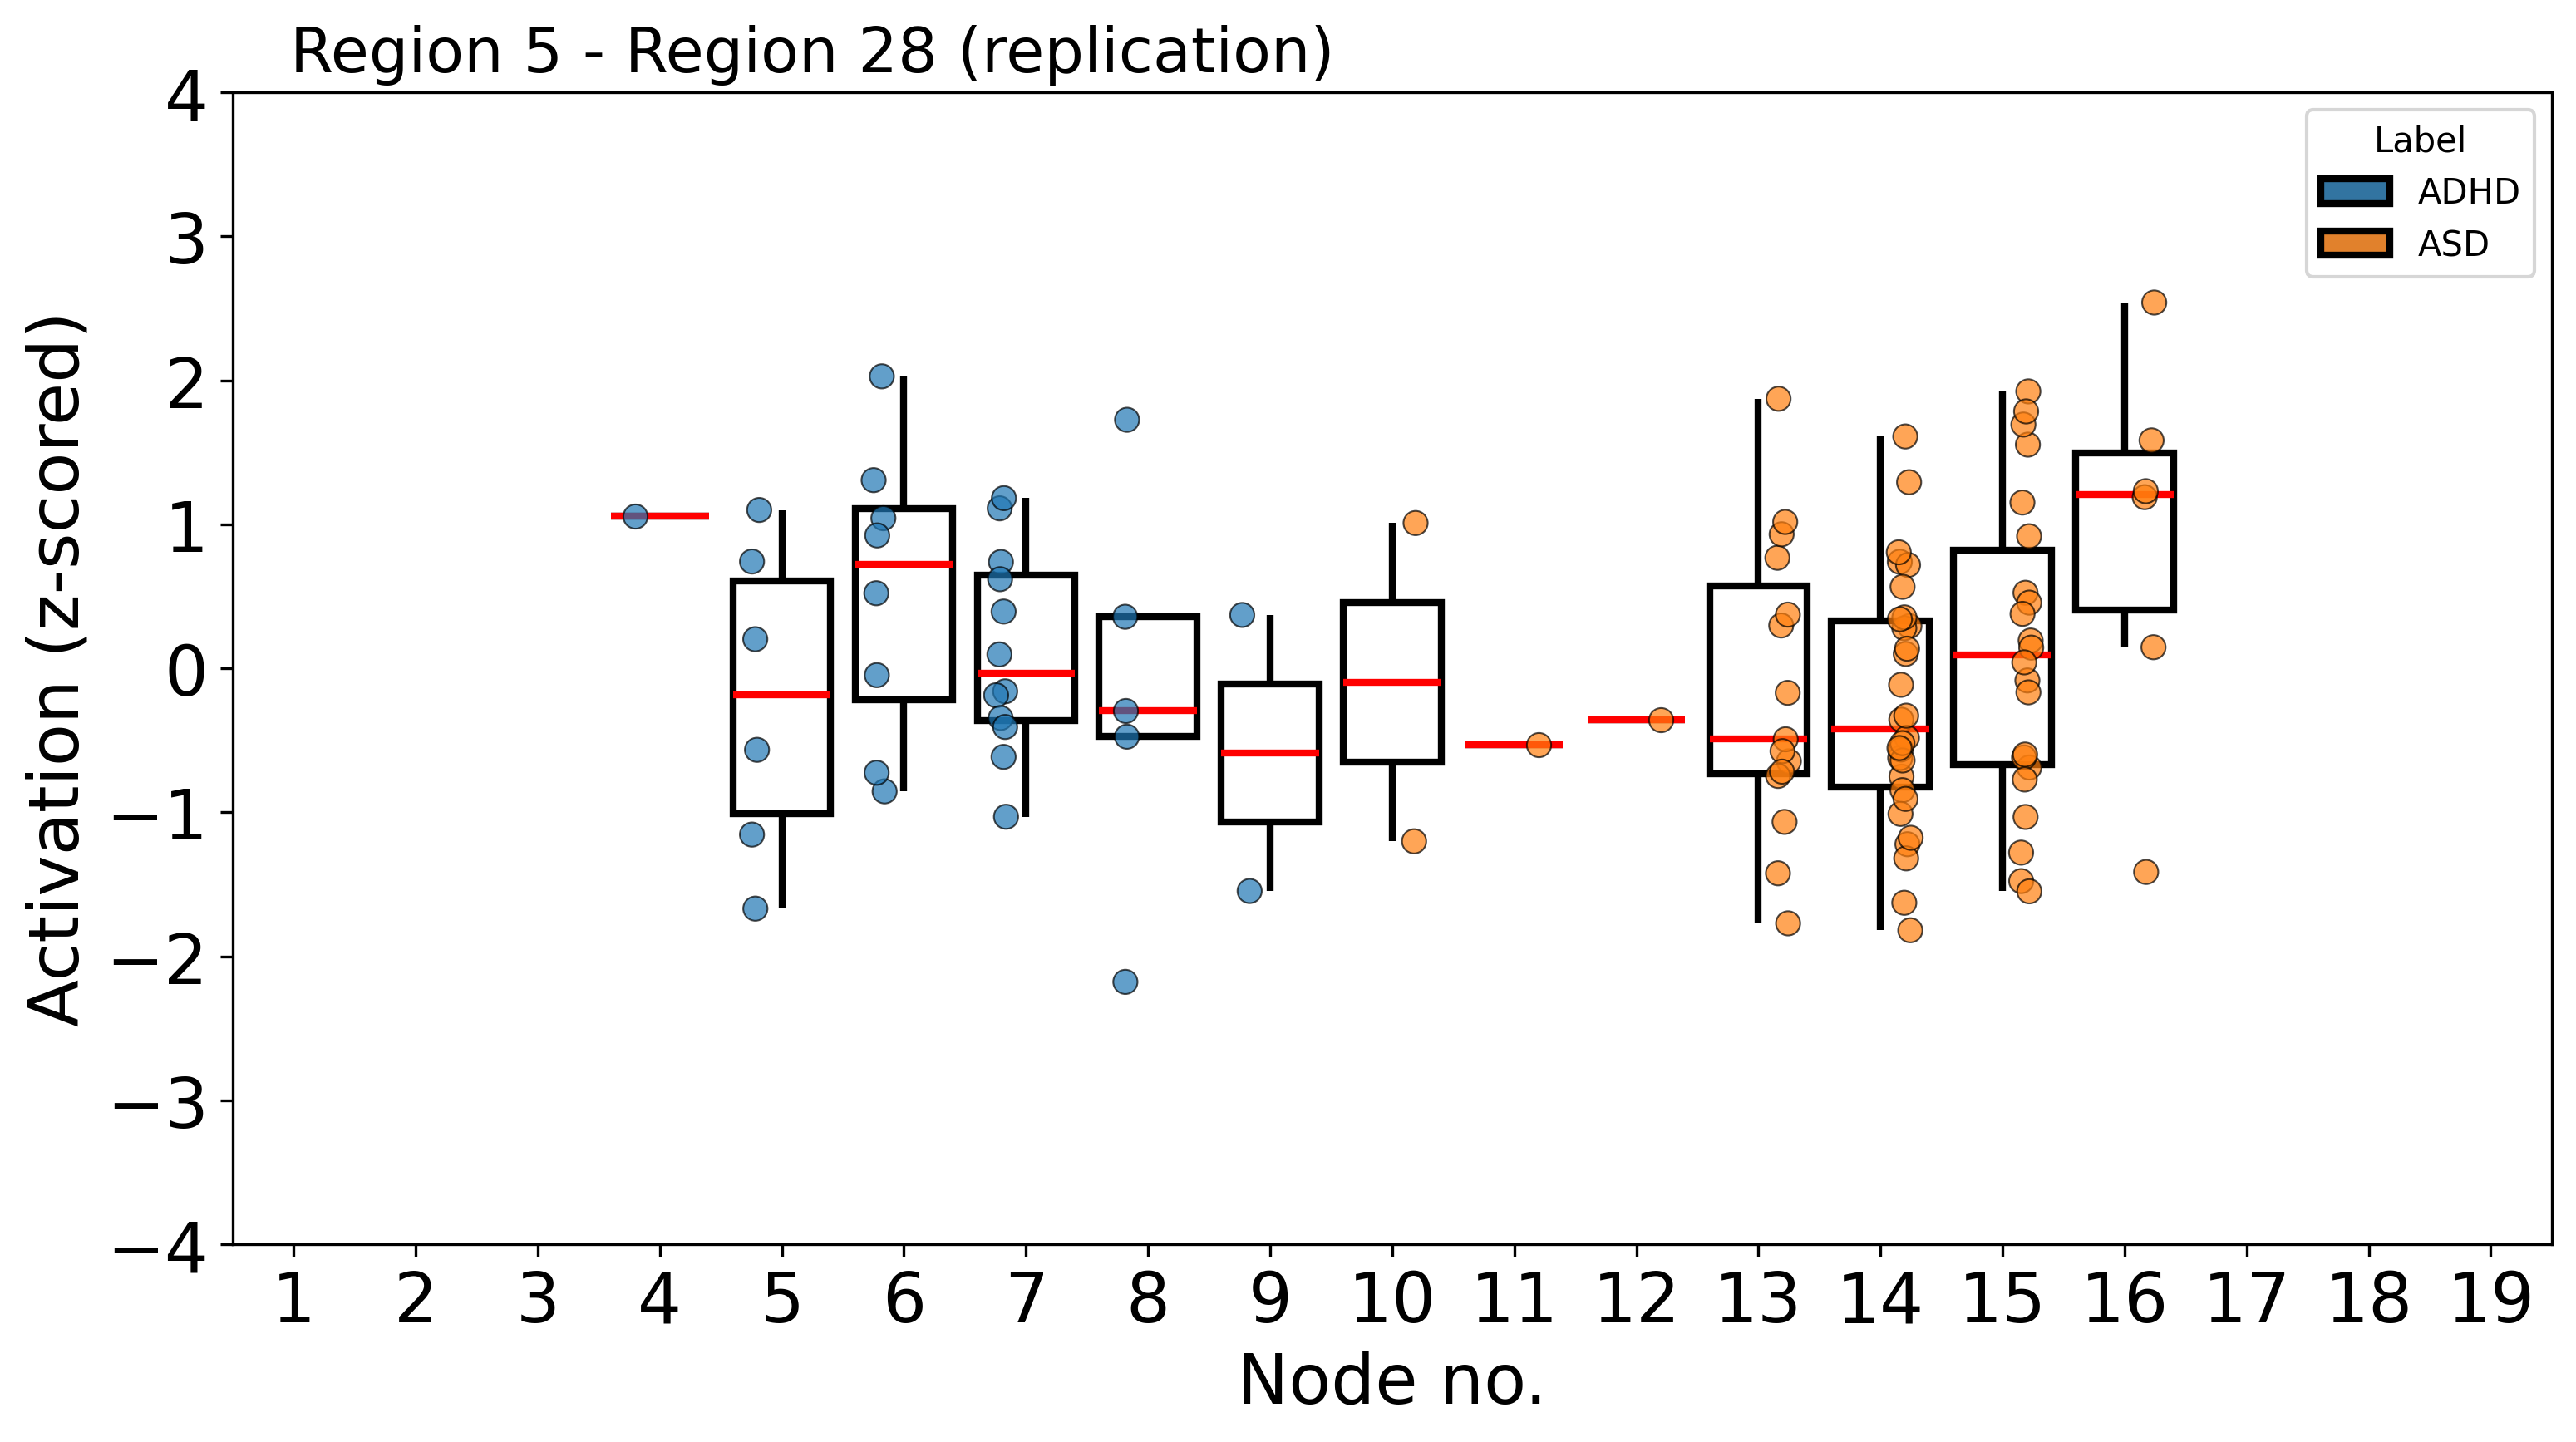 Region 5 - Region 28 (replication)
Label
ADHD
ASD
Activation (z-scored)
4
3
2
1
0
−1
−2
−3
−4
1 2 3 4 5 6 7 8 9 10 11 12 13 14 15 16 17 18 19
Node no.